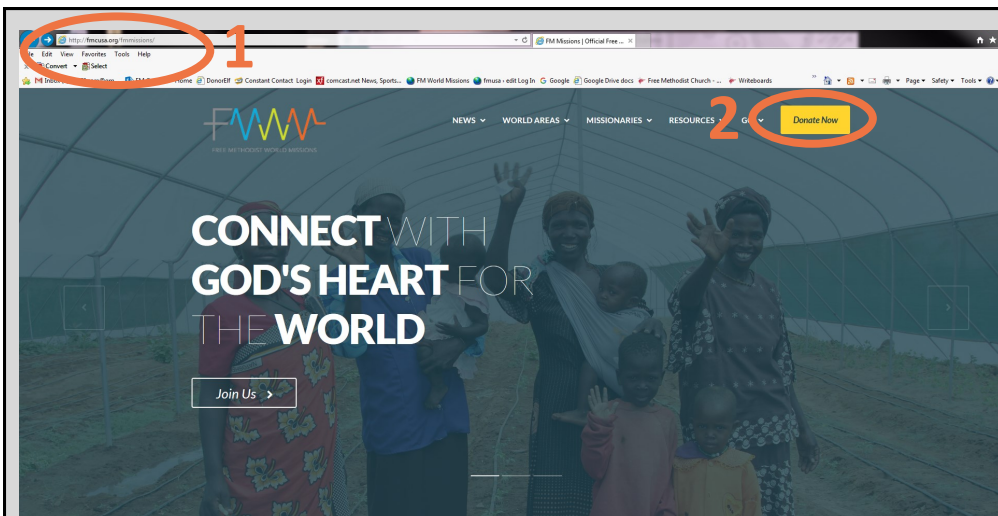 1
http://fmcusa.org/fmmissions/
FM Missions | Official Free ...
Edit View Favorites Tools Help
Convert Select
Home DonorElf Constant Contact Login comcast.net News, Sports... FM World Missions fmusa - edit Log In Google Google Drive docs Free Methodist Church - ... Writeboards » Page Safety Tools
2
FMWM
FREE METHODIST WORLD MISSIONS
NEWS WORLD AREAS MISSIONARIES RESOURCES Donate Now
CONNECT WITH
GOD'S HEART FOR
THE WORLD
Join Us >